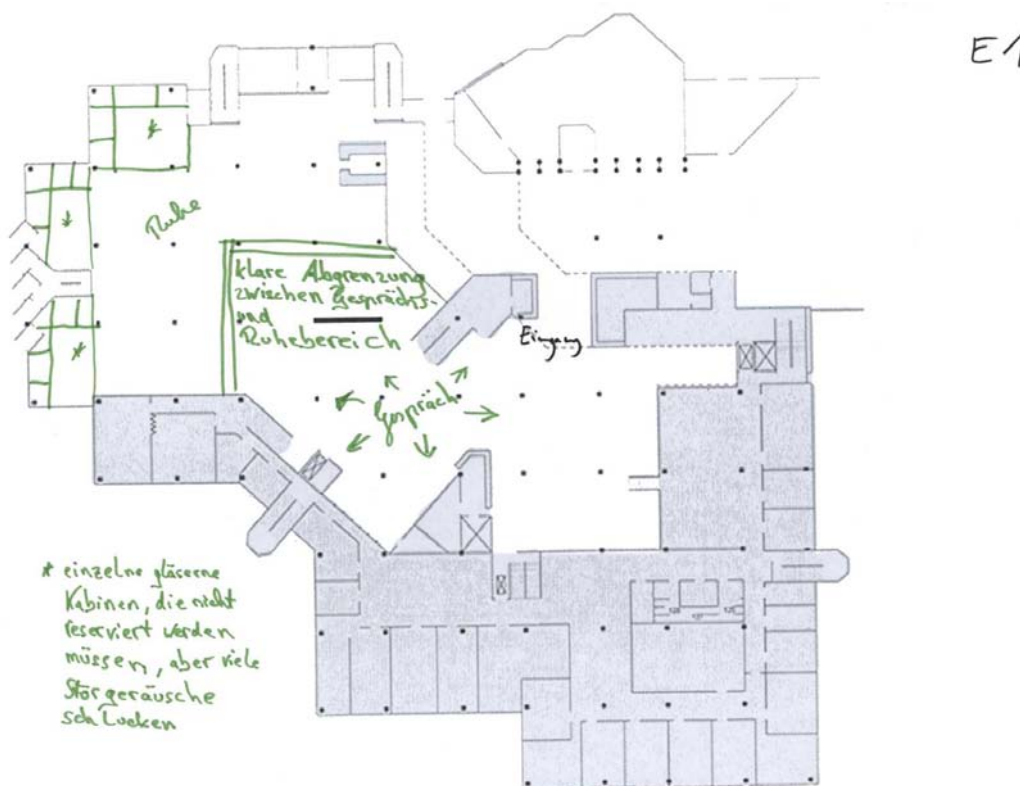 E1
Ruhe
klare Abgrenzung
zwischen Gesprächs-
und
Ruhebereich
Eingang
Gespräch
* einzelne gläserne
Kabinen, die nicht
reserviert werden
müssen, aber viele
Störgeräusche
schlucken